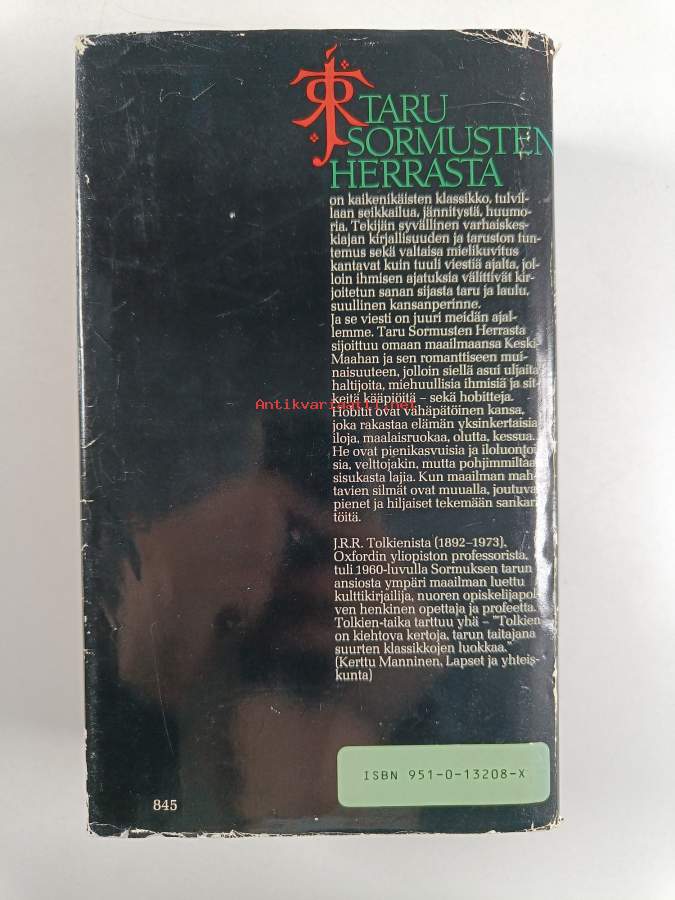 TARU
SORMUSTEN
HERRASTA
on kaikenikäisten klassikko, tulvil-
laan seikkailua, jännitystä, huumo-
ria. Tekijän syvällinen varhaiskes-
kiajan kirjallisuuden ja taruston tun-
temus sekä valtaisa mielikuvitus
kantavat kuin tuuli viestiä ajalta, jol-
loin ihmisen ajatuksia välittivät kir-
joitetun sanan sijasta taru ja laulu,
suullinen kansanperinne.
Ja se viesti on juuri meidän ajal-
lemme. Taru Sormusten Herrasta
sijoittuu omaan maailmaansa Keski-
Maahan ja sen romanttiseen mui-
naisuuteen, jolloin siellä asui uljaita
haltijoita, miehuullisia ihmisiä ja sit-
keitä kääpiöitä – sekä hobitteja.
Antikvariaatti.net
Hobitit ovat vähäpätöinen kansa,
joka rakastaa elämän yksinkertaisia
iloja, maalaisruokaa, olutta, kessua.
He ovat pienikasvuisia ja iloluontoi
sia, velttojakin, mutta pohjimmiltaa
sisukasta lajia. Kun maailman mah-
tavien silmät ovat muualla, joutuva
pienet ja hiljaiset tekemään sankari
töitä.
J.R.R. Tolkienista (1892–1973),
Oxfordin yliopiston professorista,
tuli 1960-luvulla Sormuksen tarun
ansiosta ympäri maailman luettu
kulttikirjailija, nuoren opiskelijapol-
ven henkinen opettaja ja profeetta.
Tolkien-taika tarttuu yhä – "Tolkien
on kiehtova kertoja, tarun taitajana
suurten klassikkojen luokkaa."
(Kerttu Manninen, Lapset ja yhteis-
kunta)
ISBN 951-0-13208-X
845